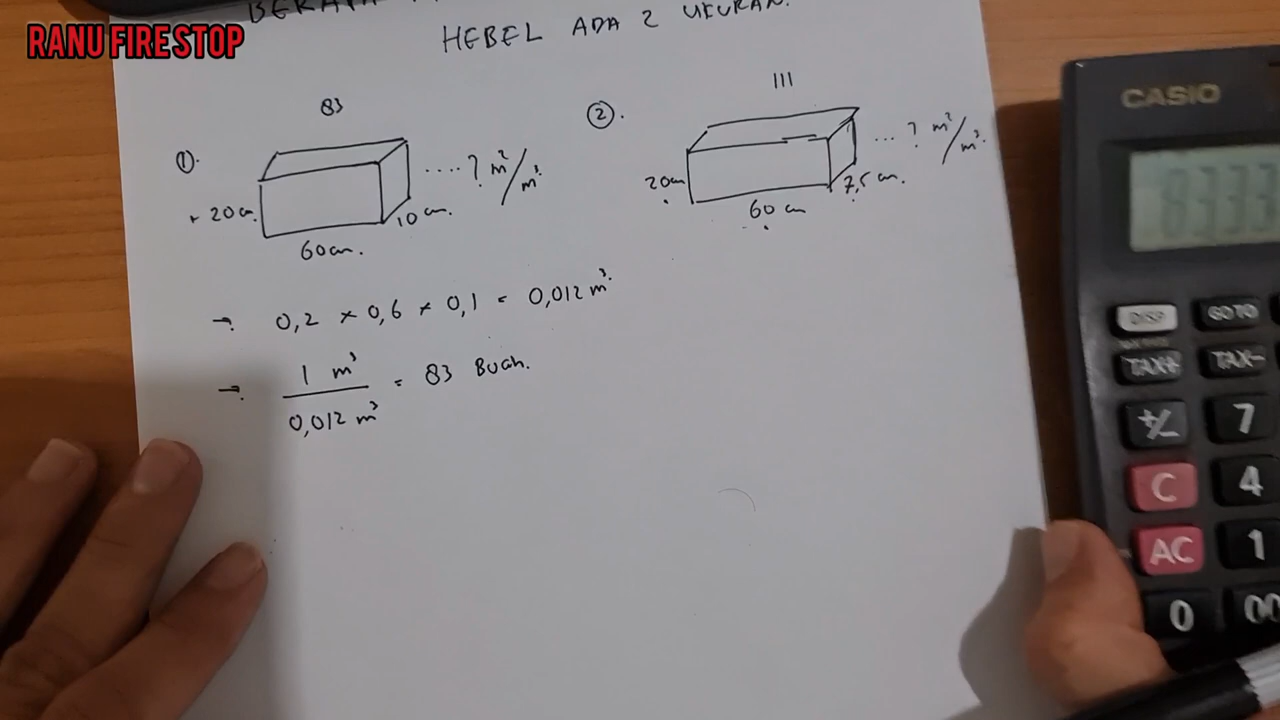 RANU FIRE STOP
HEBEL ADA 2 UKURAN.
83
111
1.
2.
.... ? m²/m³.
... ? m²/m³.
20cm.
10 cm.
60cm.
20cm
7,5 cm.
60 cm
→ 0,2 × 0,6 × 0,1 = 0,012 m³.
→ 1 m³ / 0,012 m³ = 83 Buah.
CASIO
8333
DISP
GOTO
TAX+
TAX-
+/-
7
C
4
AC
1
0
00